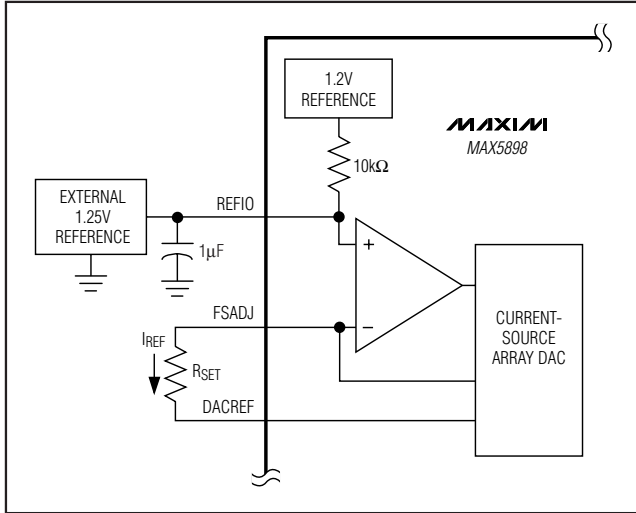 1.2V
REFERENCE
MAXIM
MAX5898
10kΩ
EXTERNAL
1.25V
REFERENCE
REFIO
1µF
+
FSADJ
−
CURRENT-
SOURCE
ARRAY DAC
IREF
RSET
DACREF